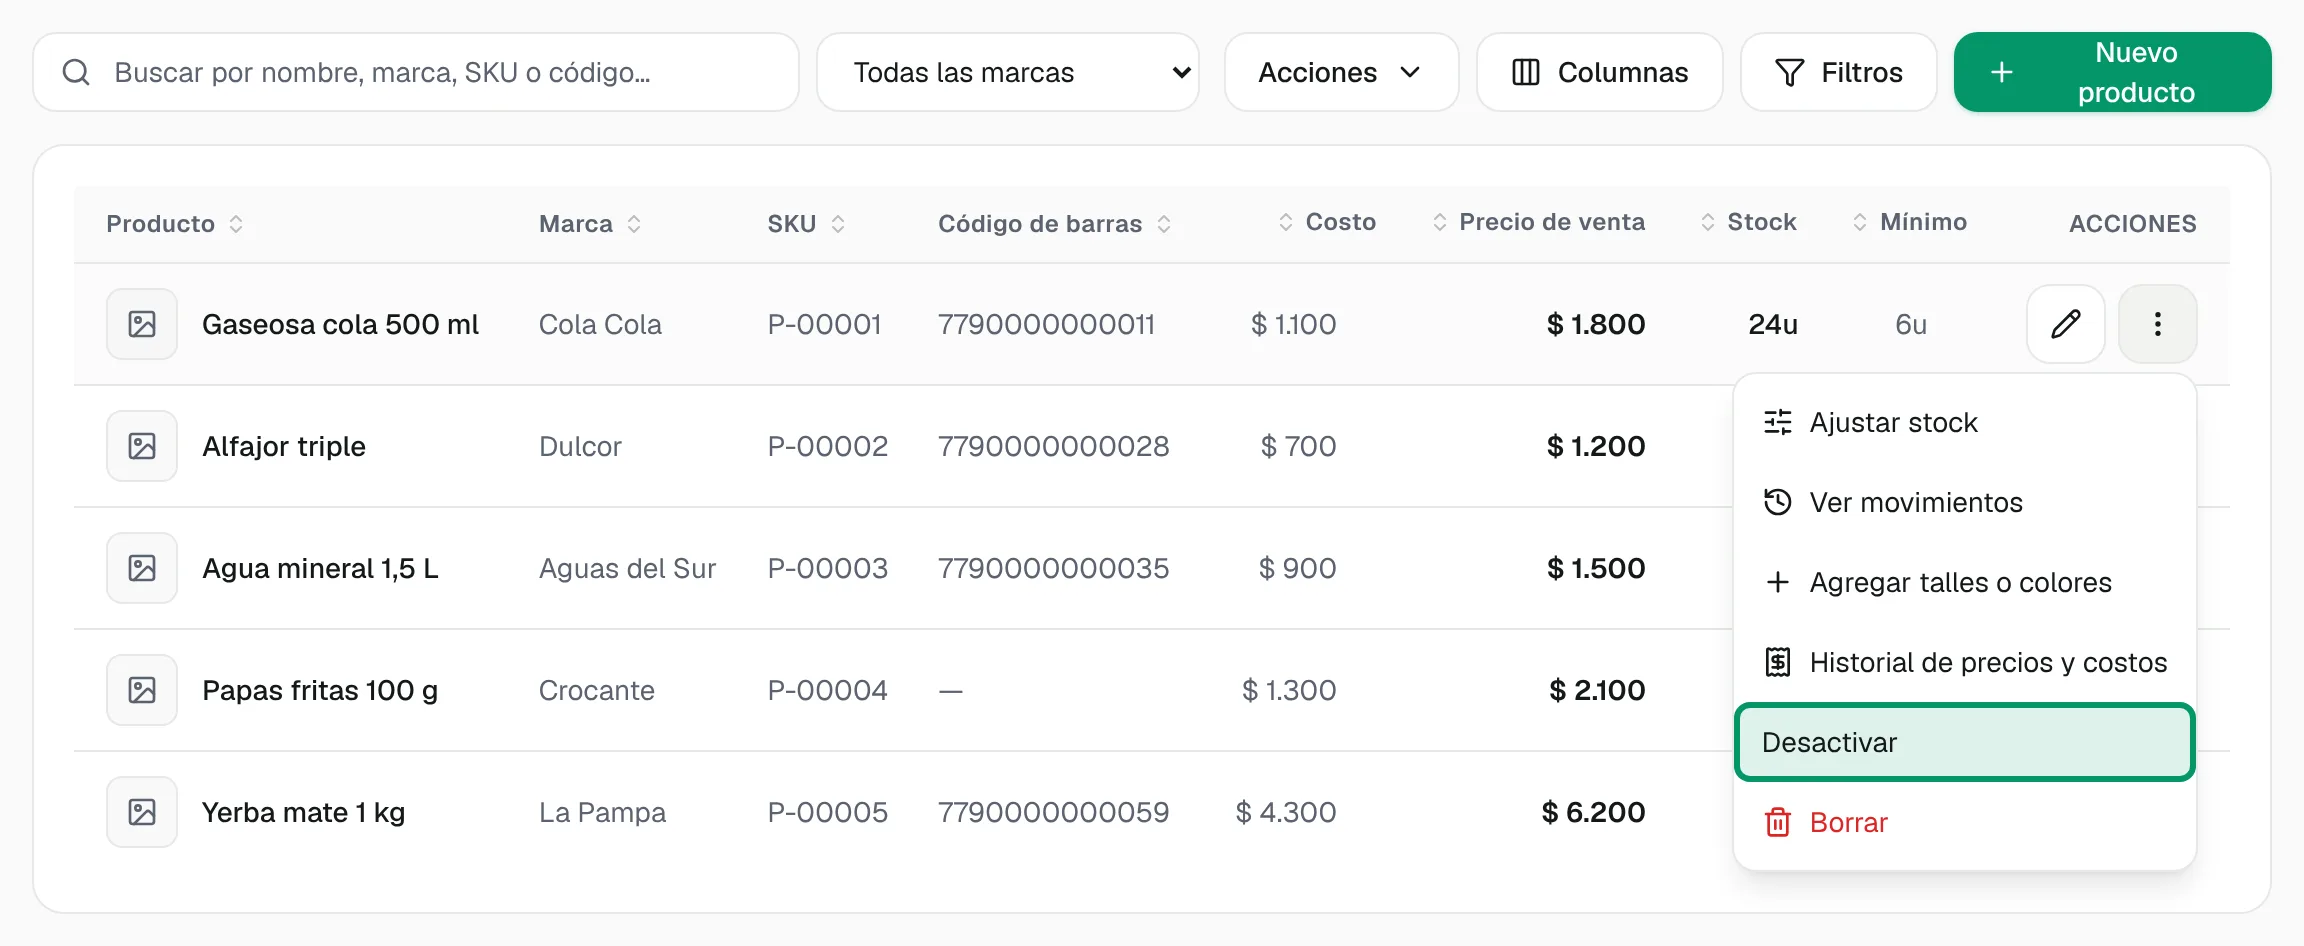 Buscar por nombre, marca, SKU o código...
Todas las marcas
Acciones
Columnas
Filtros
Nuevo
producto
Producto Marca SKU Código de barras Costo Precio de venta Stock Mínimo ACCIONES
Gaseosa cola 500 ml Cola Cola P-00001 7790000000011 $ 1.100 $ 1.800 24u 6u
Alfajor triple Dulcor P-00002 7790000000028 $ 700 $ 1.200
Agua mineral 1,5 L Aguas del Sur P-00003 7790000000035 $ 900 $ 1.500
Papas fritas 100 g Crocante P-00004 — $ 1.300 $ 2.100
Yerba mate 1 kg La Pampa P-00005 7790000000059 $ 4.300 $ 6.200
Ajustar stock
Ver movimientos
Agregar talles o colores
Historial de precios y costos
Desactivar
Borrar